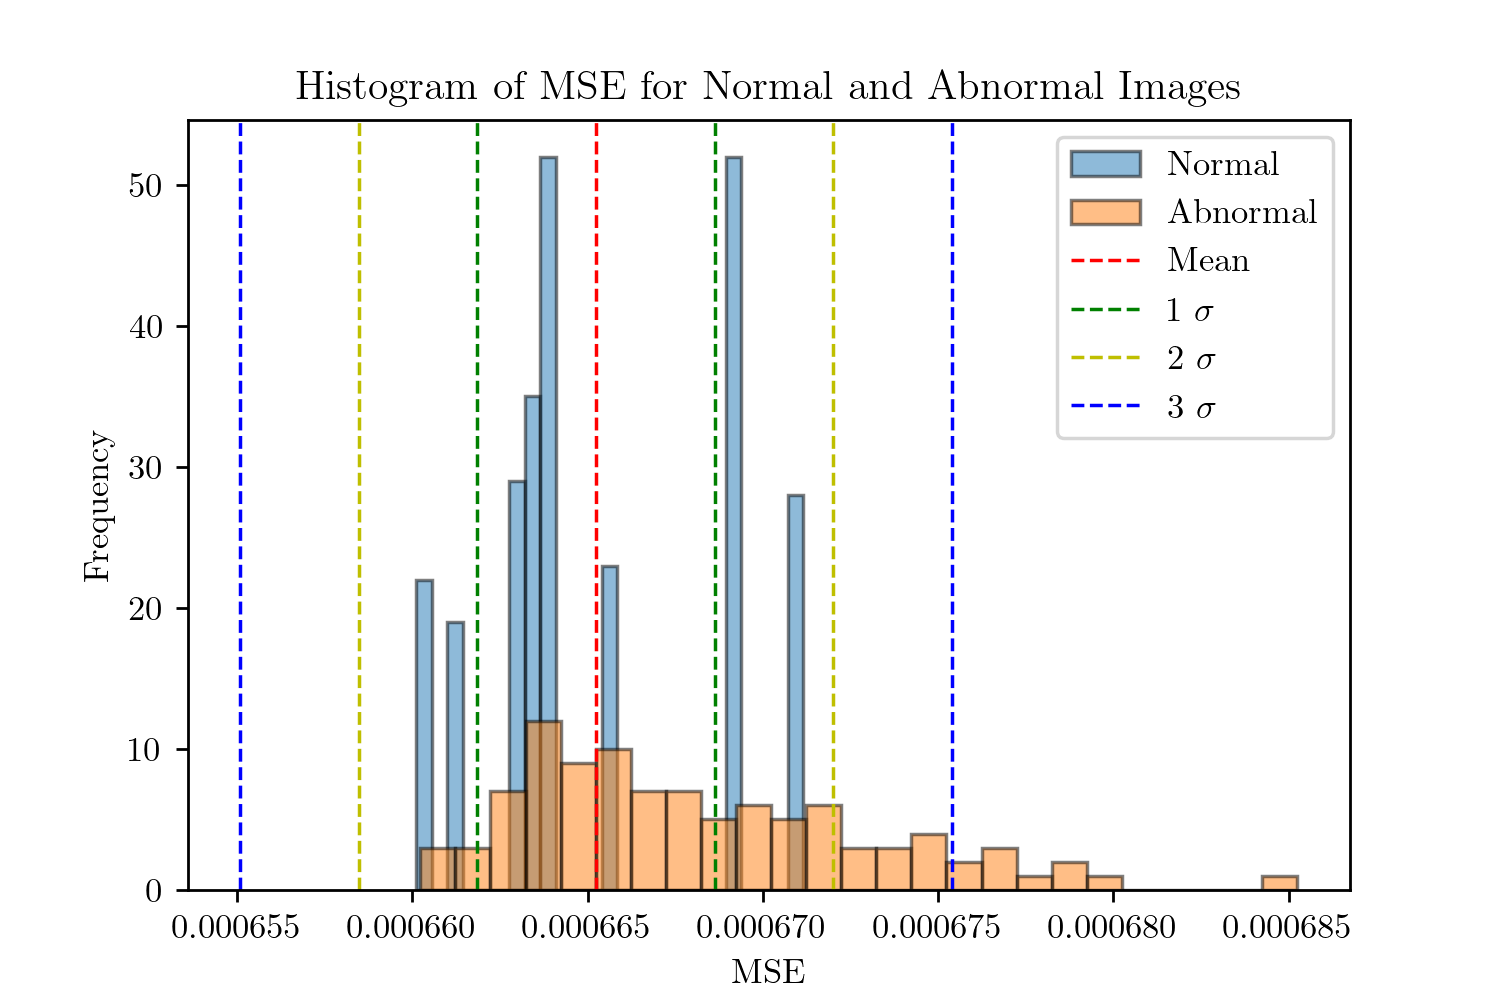 Histogram of MSE for Normal and Abnormal Images
Normal
Abnormal
Mean
1 σ
2 σ
3 σ
50
40
30
20
10
0
Frequency
0.000655 0.000660 0.000665 0.000670 0.000675 0.000680 0.000685
MSE